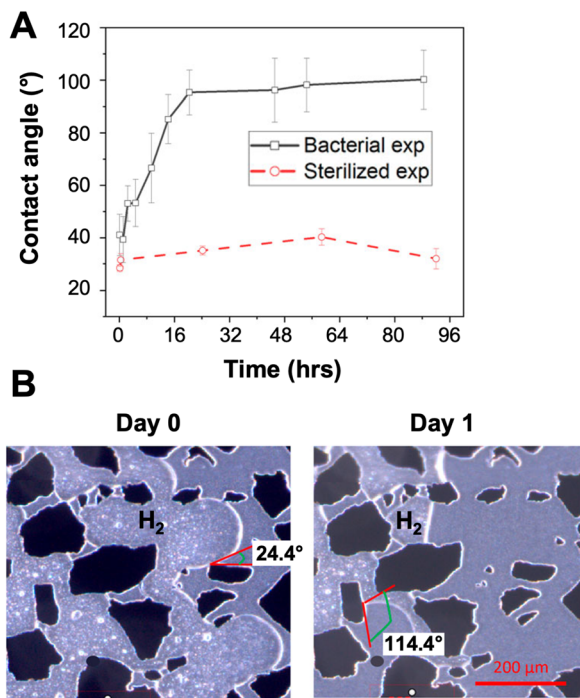 A
120
100
80
60
40
20
Contact angle (°)
Bacterial exp
Sterilized exp
0 16 32 48 64 80 96
Time (hrs)
B
Day 0 Day 1
H₂ H₂
24.4°
114.4°
200 µm